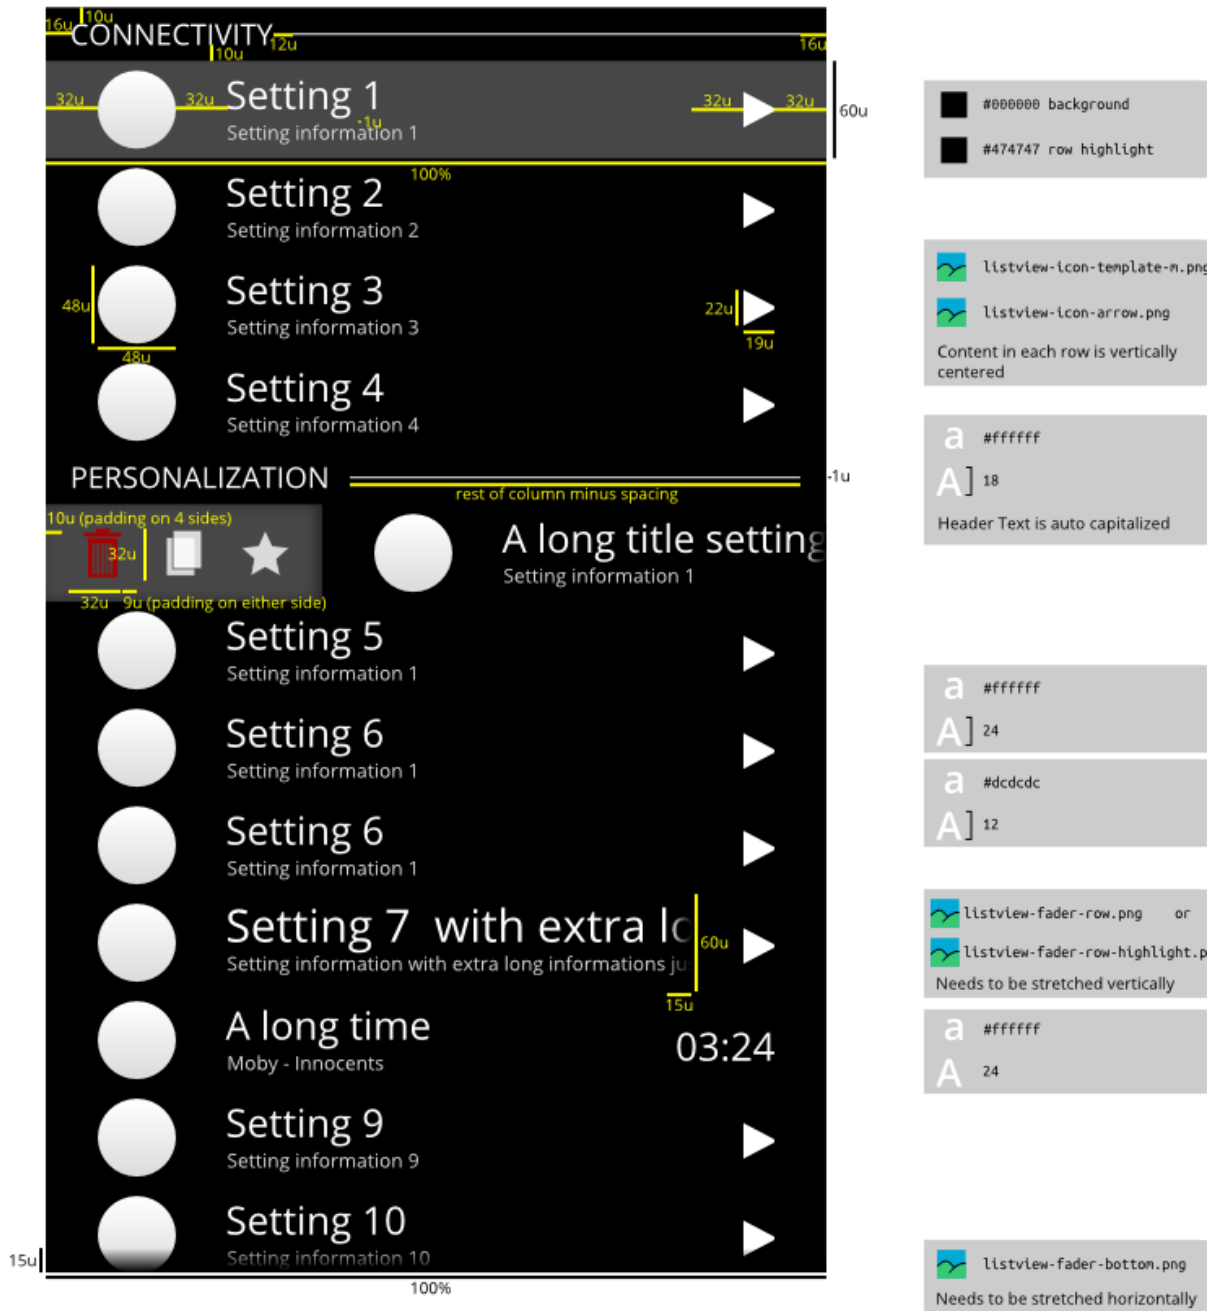 16u
10u
CONNECTIVITY
12u
16u
10u
32u
32u
Setting 1
-1u
Setting information 1
32u
32u
60u
100%
Setting 2
Setting information 2
48u
48u
Setting 3
Setting information 3
22u
19u
Setting 4
Setting information 4
PERSONALIZATION
rest of column minus spacing
-1u
10u (padding on 4 sides)
32u
32u
9u (padding on either side)
A long title setting
Setting information 1
Setting 5
Setting information 1
Setting 6
Setting information 1
Setting 6
Setting information 1
Setting 7 with extra lo
Setting information with extra long informations ju
60u
15u
A long time
Moby - Innocents
03:24
Setting 9
Setting information 9
Setting 10
Setting information 10
15u
100%
#000000 background
#474747 row highlight
listview-icon-template-m.png
listview-icon-arrow.png
Content in each row is vertically
centered
a #ffffff
A] 18
Header Text is auto capitalized
a #ffffff
A] 24
a #dcdcdc
A] 12
listview-fader-row.png or
listview-fader-row-highlight.p
Needs to be stretched vertically
a #ffffff
A 24
listview-fader-bottom.png
Needs to be stretched horizontally